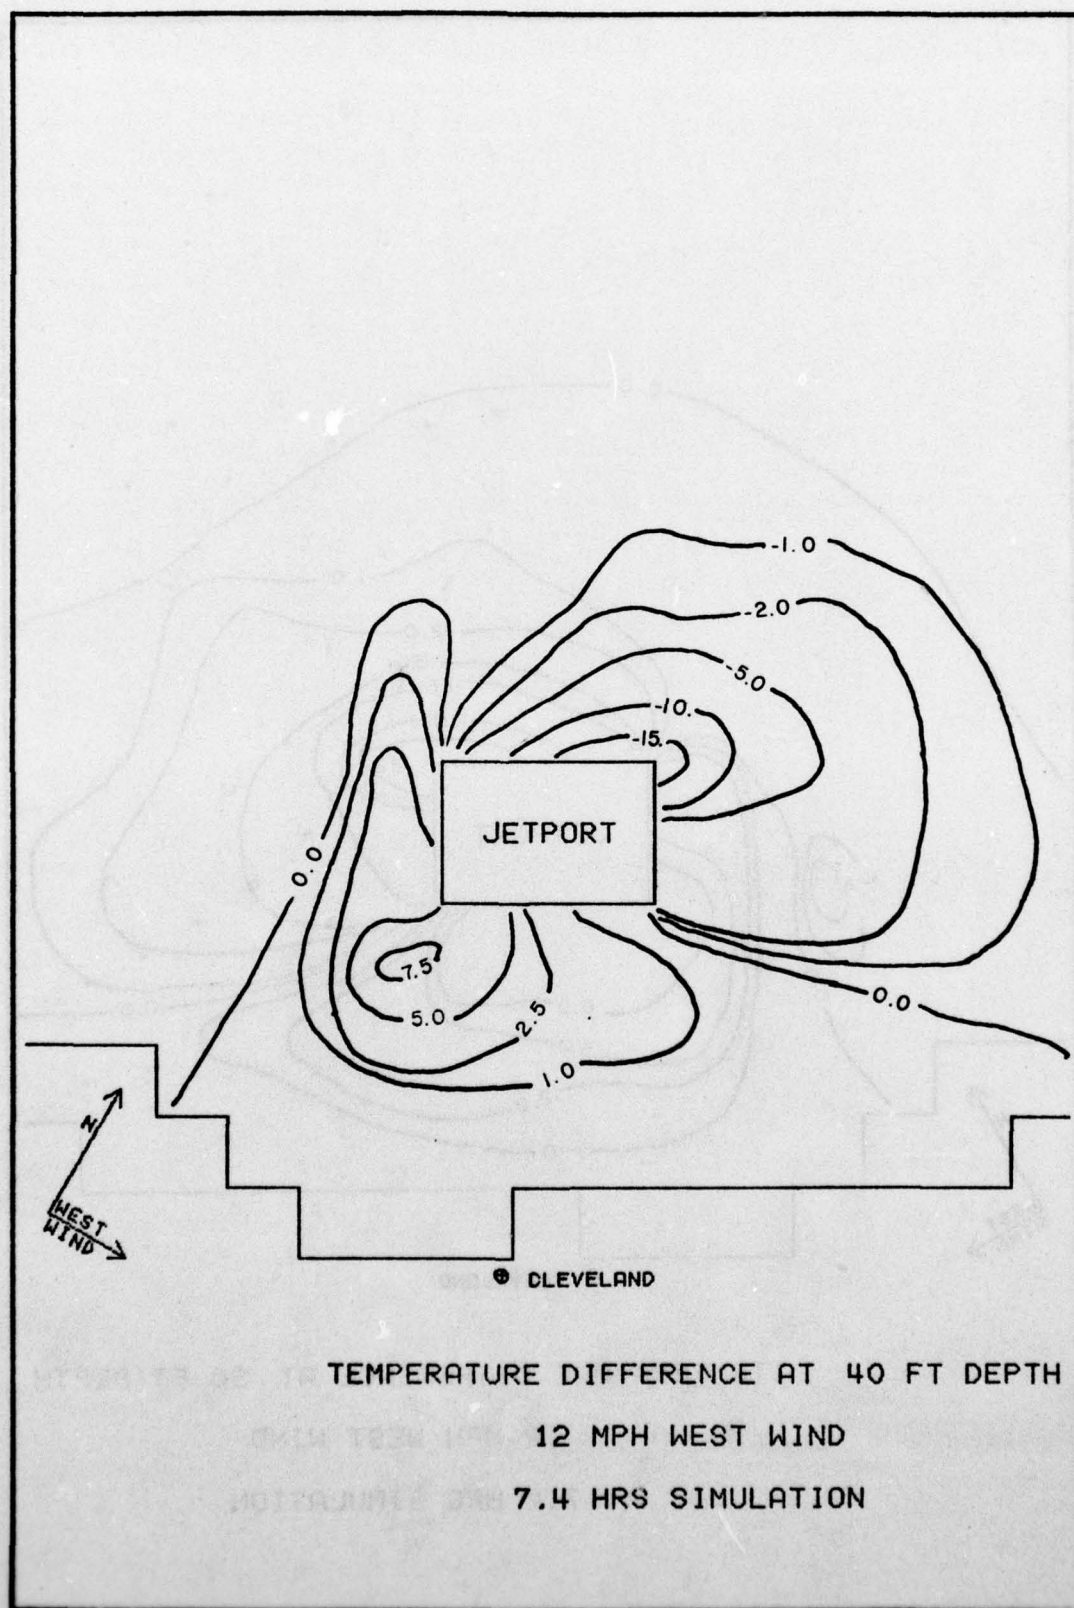 -1.0
-2.0
-5.0
-10.
-15.
JETPORT
0.0
7.5
5.0
2.5
1.0
0.0
N
WEST
WIND
CLEVELAND
TEMPERATURE DIFFERENCE AT 40 FT DEPTH
12 MPH WEST WIND
7.4 HRS SIMULATION